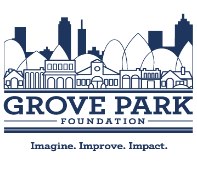 GROVE PARK
FOUNDATION
Imagine. Improve. Impact.